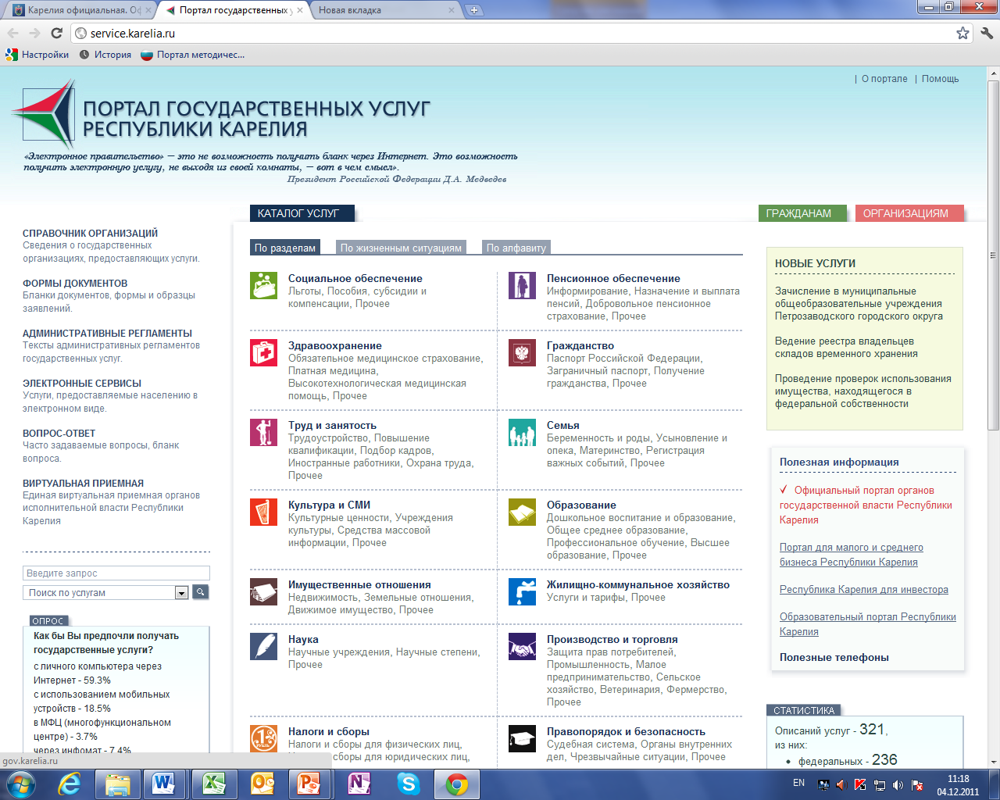 Карелия официальная. Оф
Портал государственных у
Новая вкладка
service.karelia.ru
Настройки
История
Портал методичес...
| О портале | Помощь
ПОРТАЛ ГОСУДАРСТВЕННЫХ УСЛУГ
РЕСПУБЛИКИ КАРЕЛИЯ
«Электронное правительство» — это не возможность получить бланк через Интернет. Это возможность
получить электронную услугу, не выходя из своей комнаты, — вот в чем смысл».
Президент Российской Федерации Д.А. Медведев
КАТАЛОГ УСЛУГ
ГРАЖДАНАМ
ОРГАНИЗАЦИЯМ
СПРАВОЧНИК ОРГАНИЗАЦИЙ
Сведения о государственных
организациях, предоставляющих услуги.
ФОРМЫ ДОКУМЕНТОВ
Бланки документов, формы и образцы
заявлений.
АДМИНИСТРАТИВНЫЕ РЕГЛАМЕНТЫ
Тексты административных регламентов
государственных услуг.
ЭЛЕКТРОННЫЕ СЕРВИСЫ
Услуги, предоставляемые населению в
электронном виде.
ВОПРОС-ОТВЕТ
Часто задаваемые вопросы, бланк
вопроса.
ВИРТУАЛЬНАЯ ПРИЕМНАЯ
Единая виртуальная приемная органов
исполнительной власти Республики
Карелия
Введите запрос
Поиск по услугам
ОПРОС
Как бы Вы предпочли получать
государственные услуги?
с личного компьютера через
Интернет - 59.3%
с использованием мобильных
устройств - 18.5%
в МФЦ (многофункциональном
центре) - 3.7%
через инфомат - 7.4%
gov.karelia.ru
По разделам
По жизненным ситуациям
По алфавиту
Социальное обеспечение
Льготы, Пособия, субсидии и
компенсации, Прочее
Пенсионное обеспечение
Информирование, Назначение и выплата
пенсий, Добровольное пенсионное
страхование, Прочее
Здравоохранение
Обязательное медицинское страхование,
Платная медицина,
Высокотехнологическая медицинская
помощь, Прочее
Гражданство
Паспорт Российской Федерации,
Заграничный паспорт, Получение
гражданства, Прочее
Труд и занятость
Трудоустройство, Повышение
квалификации, Подбор кадров,
Иностранные работники, Охрана труда,
Прочее
Семья
Беременность и роды, Усыновление и
опека, Материнство, Регистрация
важных событий, Прочее
Культура и СМИ
Культурные ценности, Учреждения
культуры, Средства массовой
информации, Прочее
Образование
Дошкольное воспитание и образование,
Общее среднее образование,
Профессиональное обучение, Высшее
образование, Прочее
Имущественные отношения
Недвижимость, Земельные отношения,
Движимое имущество, Прочее
Жилищно-коммунальное хозяйство
Услуги и тарифы, Прочее
Наука
Научные учреждения, Научные степени,
Прочее
Производство и торговля
Защита прав потребителей,
Промышленность, Малое
предпринимательство, Сельское
хозяйство, Ветеринария, Фермерство,
Прочее
Налоги и сборы
Налоги и сборы для физических лиц,
сборы для юридических лиц,
Правопорядок и безопасность
Судебная система, Органы внутренних
дел, Чрезвычайные ситуации, Прочее
НОВЫЕ УСЛУГИ
Зачисление в муниципальные
общеобразовательные учреждения
Петрозаводского городского округа
Ведение реестра владельцев
складов временного хранения
Проведение проверок использования
имущества, находящегося в
федеральной собственности
Полезная информация
Официальный портал органов
государственной власти Республики
Карелия
Портал для малого и среднего
бизнеса Республики Карелия
Республика Карелия для инвестора
Образовательный портал Республики
Карелия
Полезные телефоны
СТАТИСТИКА
Описаний услуг - 321,
из них:
• федеральных - 236
EN
11:18
04.12.2011